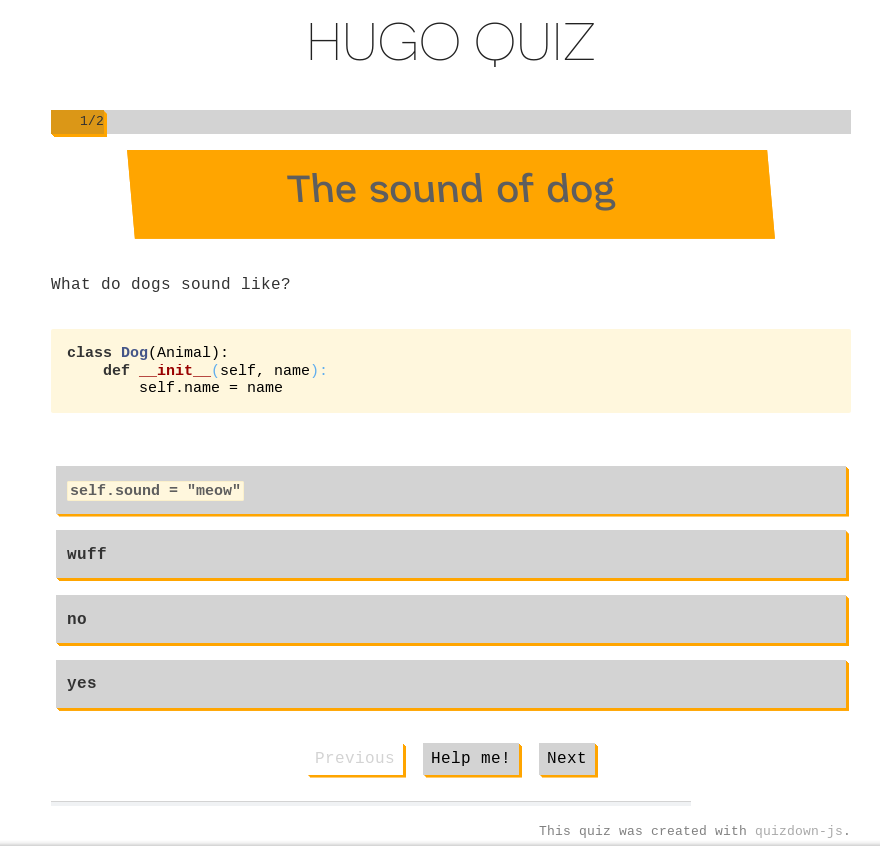 HUGO QUIZ
1/2
The sound of dog
What do dogs sound like?
class Dog(Animal):
    def __init__(self, name):
        self.name = name
self.sound = "meow"
wuff
no
yes
Previous Help me! Next
This quiz was created with quizdown-js.